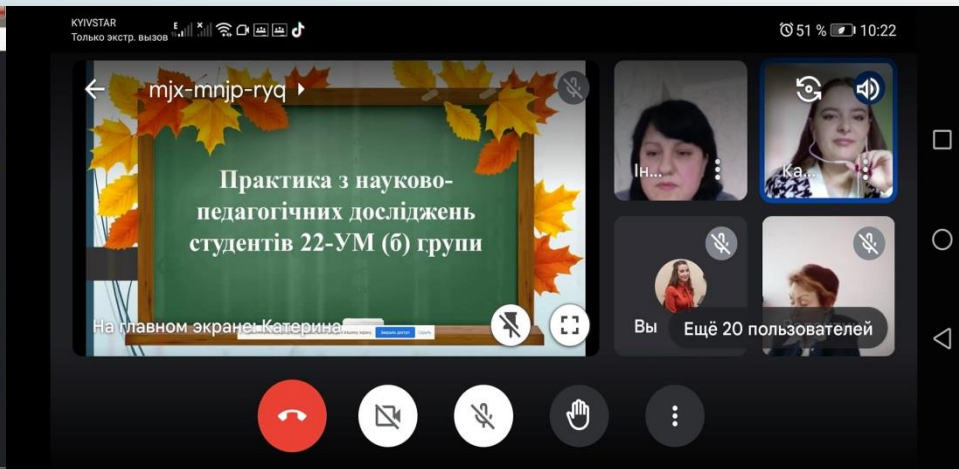 KYIVSTAR
Только экстр. вызов
51 % 10:22
mjx-mnjp-ryq
Практика з науково-
педагогічних досліджень
студентів 22-УМ (б) групи
На главном экране: Катерина
Ін...
Ка...
Вы
Ещё 20 пользователей